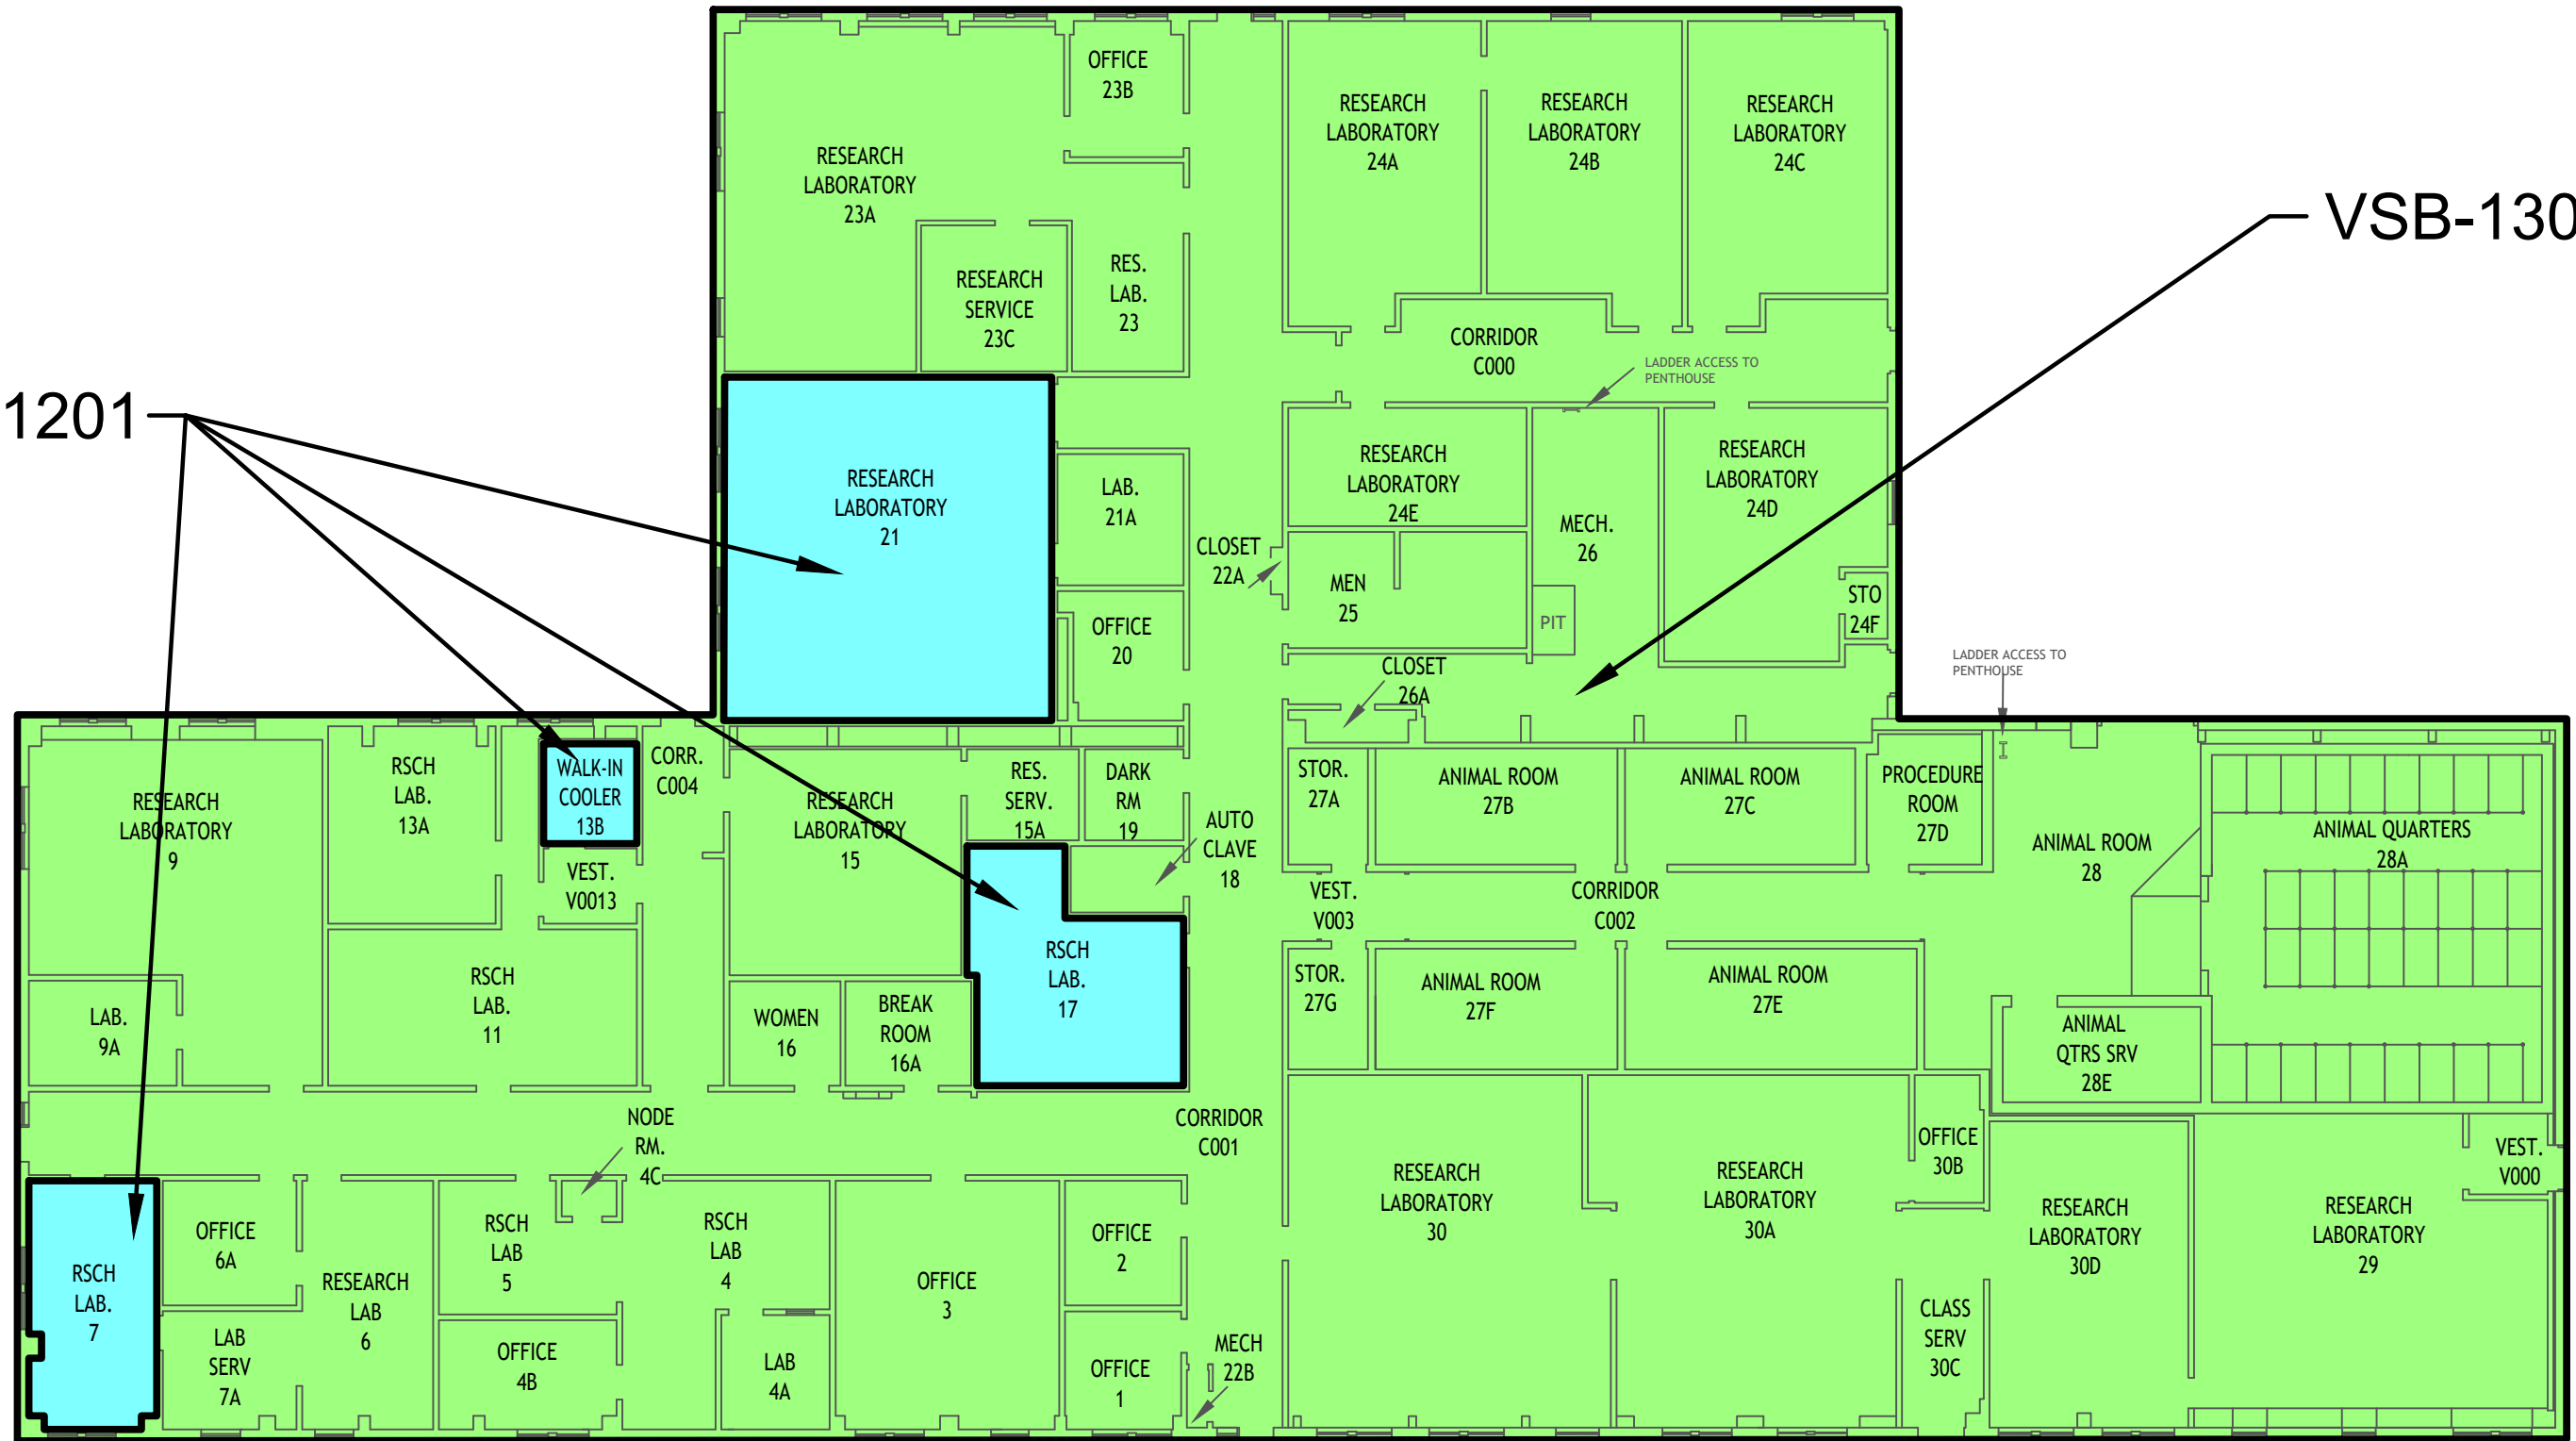 OFFICE
23B
RESEARCH
LABORATORY
24A
RESEARCH
LABORATORY
24B
RESEARCH
LABORATORY
24C
RESEARCH
LABORATORY
23A
VSB-130
RESEARCH
SERVICE
23C
RES.
LAB.
23
CORRIDOR
C000
LADDER ACCESS TO
PENTHOUSE
1201
RESEARCH
LABORATORY
21
LAB.
21A
RESEARCH
LABORATORY
24E
MECH.
26
RESEARCH
LABORATORY
24D
CLOSET
22A
MEN
25
PIT
STO
24F
OFFICE
20
CLOSET
26A
LADDER ACCESS TO
PENTHOUSE
RESEARCH
LABORATORY
9
RSCH
LAB.
13A
WALK-IN
COOLER
13B
CORR.
C004
RESEARCH
LABORATORY
15
RES.
SERV.
15A
DARK
RM
19
AUTO
CLAVE
18
STOR.
27A
ANIMAL ROOM
27B
ANIMAL ROOM
27C
PROCEDURE
ROOM
27D
ANIMAL ROOM
28
ANIMAL QUARTERS
28A
VEST.
V0013
VEST.
V003
CORRIDOR
C002
LAB.
9A
RSCH
LAB.
11
WOMEN
16
BREAK
ROOM
16A
RSCH
LAB.
17
STOR.
27G
ANIMAL ROOM
27F
ANIMAL ROOM
27E
ANIMAL
QTRS SRV
28E
NODE
RM.
4C
CORRIDOR
C001
OFFICE
30B
VEST.
V000
RSCH
LAB.
7
OFFICE
6A
RESEARCH
LAB
6
RSCH
LAB
5
RSCH
LAB
4
OFFICE
3
OFFICE
2
RESEARCH
LABORATORY
30
RESEARCH
LABORATORY
30A
RESEARCH
LABORATORY
30D
RESEARCH
LABORATORY
29
LAB
SERV
7A
OFFICE
4B
LAB
4A
OFFICE
1
MECH
22B
CLASS
SERV
30C